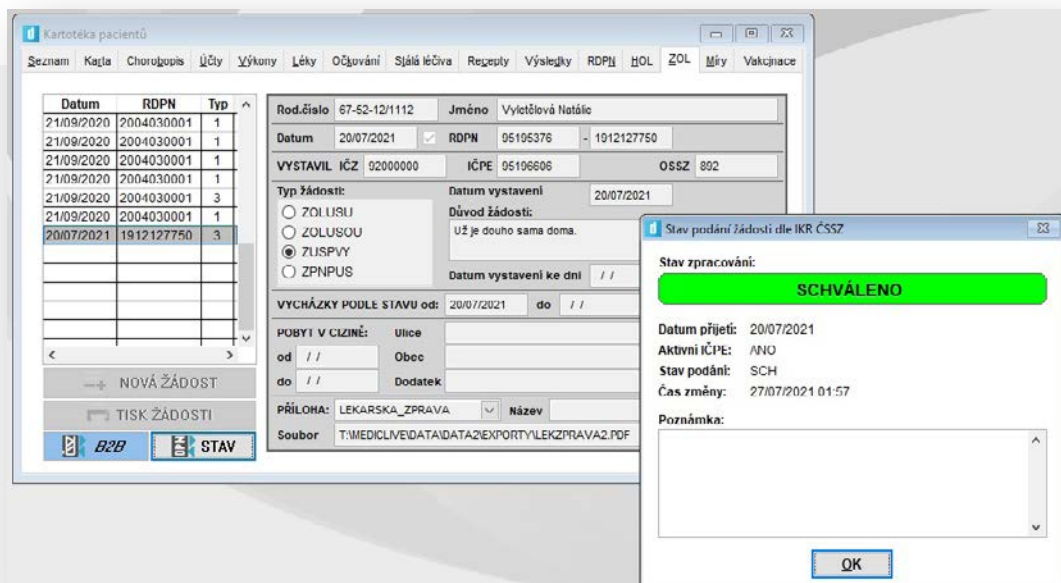 Kartotéka pacientů
Seznam Karta Chorobopis Účty Výkony Léky Očkování Stálá léčiva Recepty Výsledky RDPN HOL ZOL Míry Vakcinace
Datum RDPN Typ
21/09/2020 2004030001 1
21/09/2020 2004030001 1
21/09/2020 2004030001 1
21/09/2020 2004030001 1
21/09/2020 2004030001 3
21/09/2020 2004030001 1
20/07/2021 1912127750 3
NOVÁ ŽÁDOST
TISK ŽÁDOSTI
B2B STAV
Rod.číslo 67-52-12/1112 Jméno Vyletělová Natálie
Datum 20/07/2021 RDPN 95195376 - 1912127750
VYSTAVIL IČZ 92000000 IČPE 95196606 OSSZ 892
Typ žádosti: Datum vystavení 20/07/2021
ZOLUSU Důvod žádosti:
ZOLUSOU Už je douho sama doma.
ZUSPVY
ZPNPUS Datum vystavení ke dni / /
VYCHÁZKY PODLE STAVU od: 20/07/2021 do / /
POBYT V CIZINĚ: Ulice
od / / Obec
do / / Dodatek
PŘÍLOHA: LEKARSKA_ZPRAVA Název
Soubor T:\MEDICLIVE\DATA\DATA2\EXPORTY\LEKZPRAVA2.PDF
Stav podání žádosti dle IKR ČSSZ
Stav zpracování:
SCHVÁLENO
Datum přijetí: 20/07/2021
Aktivní IČPE: ANO
Stav podání: SCH
Čas změny: 27/07/2021 01:57
Poznámka:
OK